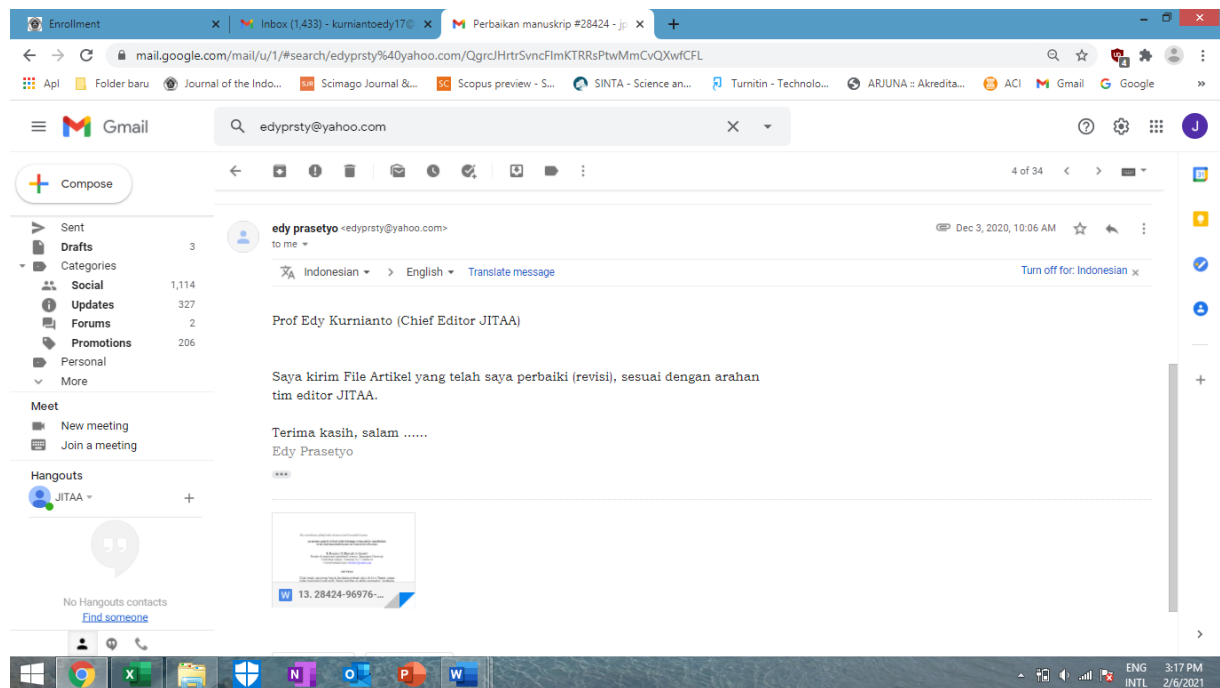 Enrollment
Inbox (1,433) - kurniantoedy17@
Perbaikan manuskrip #28424 - jp
mail.google.com/mail/u/1/#search/edyprsty%40yahoo.com/QgrcJHrtrSvncFlmKTRRsPtwMmCvQXwfCFL
Apl
Folder baru
Journal of the Indo...
Scimago Journal &...
Scopus preview - S...
SINTA - Science an...
Turnitin - Technolo...
ARJUNA :: Akredita...
ACI
Gmail
Google
Gmail
edyprsty@yahoo.com
J
Compose
4 of 34
Sent
Drafts 3
Categories
Social 1,114
Updates 327
Forums 2
Promotions 206
Personal
More
Meet
New meeting
Join a meeting
Hangouts
JITAA
No Hangouts contacts
Find someone
edy prasetyo <edyprsty@yahoo.com>
Dec 3, 2020, 10:06 AM
to me
Indonesian > English Translate message
Turn off for: Indonesian x
Prof Edy Kurnianto (Chief Editor JITAA)
Saya kirim File Artikel yang telah saya perbaiki (revisi), sesuai dengan arahan
tim editor JITAA.
Terima kasih, salam ......
Edy Prasetyo
W 13. 28424-96976-...
ENG 3:17 PM
INTL 2/6/2021